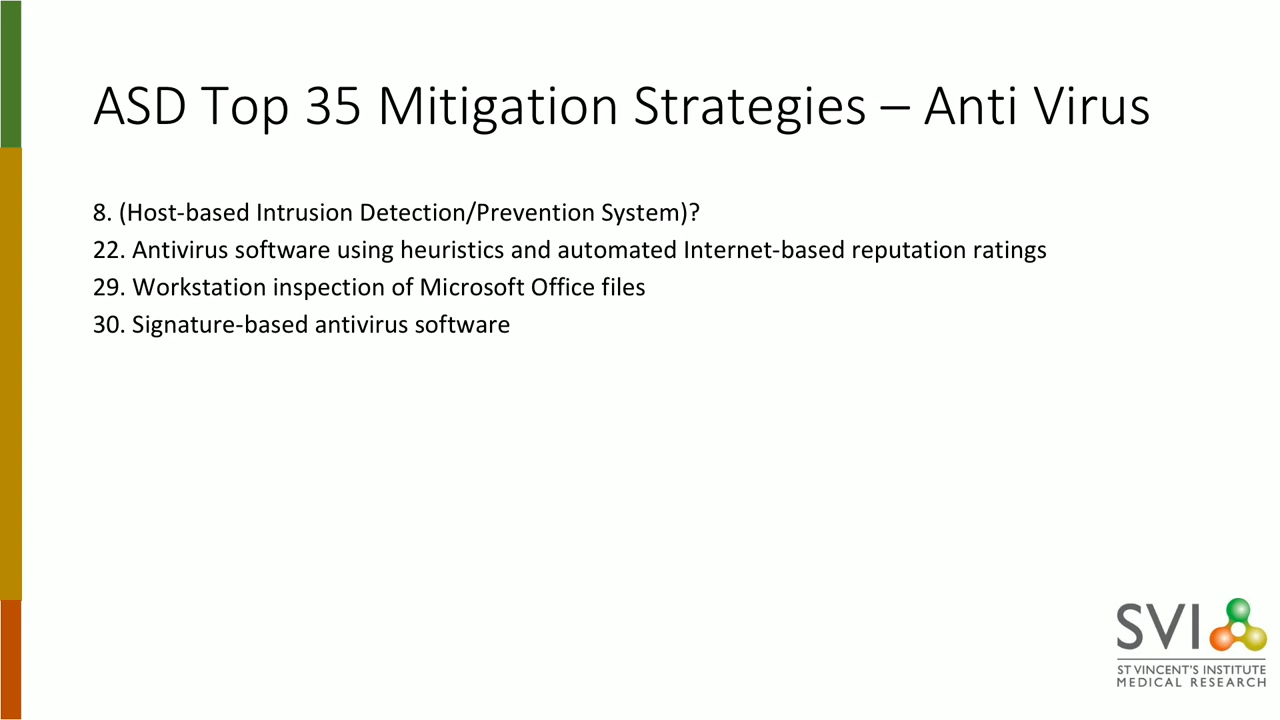 ASD Top 35 Mitigation Strategies – Anti Virus
8. (Host-based Intrusion Detection/Prevention System)?
22. Antivirus software using heuristics and automated Internet-based reputation ratings
29. Workstation inspection of Microsoft Office files
30. Signature-based antivirus software
SVI
ST VINCENT'S INSTITUTE
MEDICAL RESEARCH